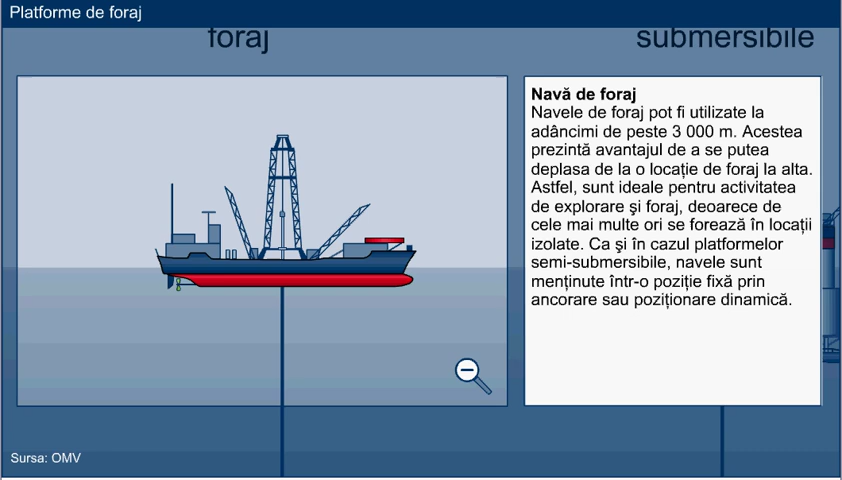 Platforme de foraj
foraj
submersibile
Navă de foraj
Navele de foraj pot fi utilizate la
adâncimi de peste 3 000 m. Acestea
prezintă avantajul de a se putea
deplasa de la o locație de foraj la alta.
Astfel, sunt ideale pentru activitatea
de explorare şi foraj, deoarece de
cele mai multe ori se forează în locații
izolate. Ca şi în cazul platformelor
semi-submersibile, navele sunt
menținute într-o poziție fixă prin
ancorare sau poziționare dinamică.
Sursa: OMV